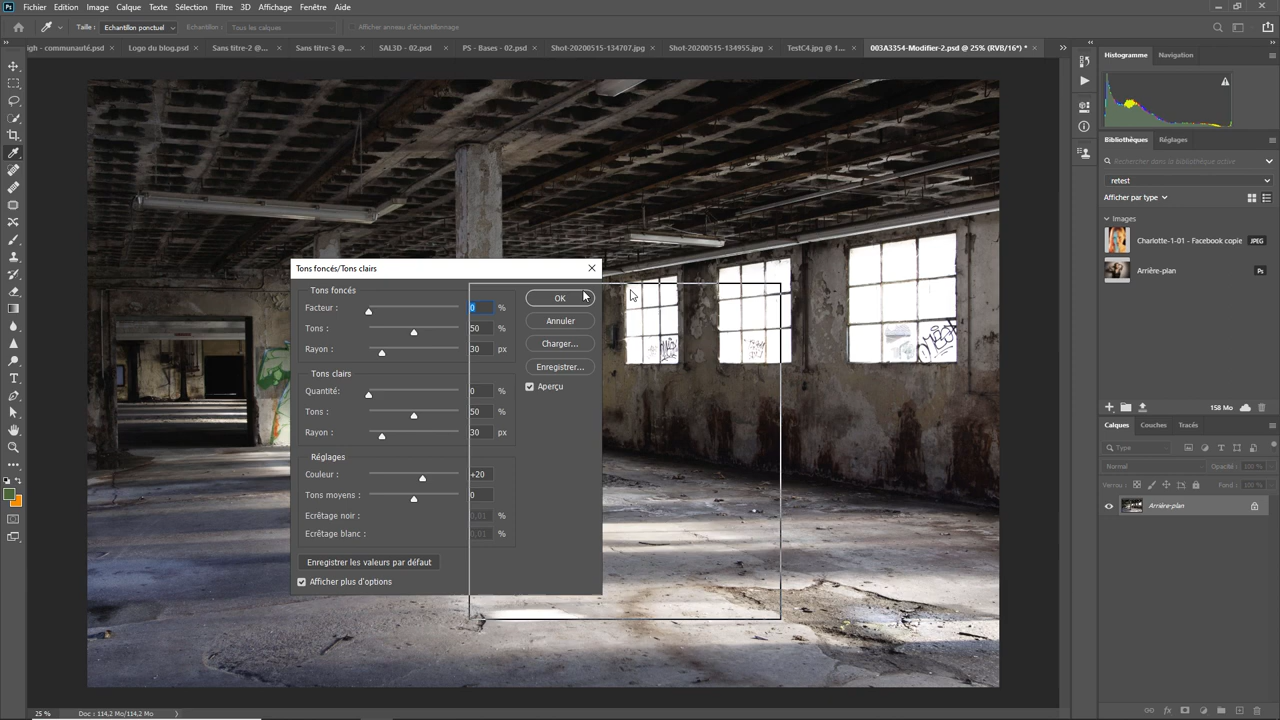 Ps Fichier Edition Image Calque Texte Sélection Filtre 3D Affichage Fenêtre Aide
Taille : Echantillon ponctuel Echantillon : Tous les calques Afficher anneau d'échantillonnage
igh - communauté.psd × Logo du blog.psd × Sans titre-2 @... × Sans titre-3 @... × SAL3D - 02.psd × PS - Bases - 02.psd × Shot-20200515-134707.jpg × Shot-20200515-134955.jpg × TestC4.jpg @ 1... × 003A3354-Modifier-2.psd @ 25% (RVB/16*) * ×
Histogramme Navigation
Bibliothèques Réglages
Rechercher dans la bibliothèque active
retest
Afficher par type
Images
Charlotte-1-01 - Facebook copie JPEG
Arrière-plan Ps
158 Mo
Calques Couches Tracés
Type
Normal Opacité : 100 %
Verrou : Fond : 100 %
Arrière-plan
Tons foncés/Tons clairs
Tons foncés
Facteur : 0 %
Tons : 50 %
Rayon : 30 px
Tons clairs
Quantité: 0 %
Tons : 50 %
Rayon : 30 px
Réglages
Couleur : +20
Tons moyens : 0
Ecrêtage noir : 0,01 %
Ecrêtage blanc : 0,01 %
Enregistrer les valeurs par défaut
Afficher plus d'options
OK
Annuler
Charger...
Enregistrer...
Aperçu
25 % Doc : 114,2 Mo/114,2 Mo